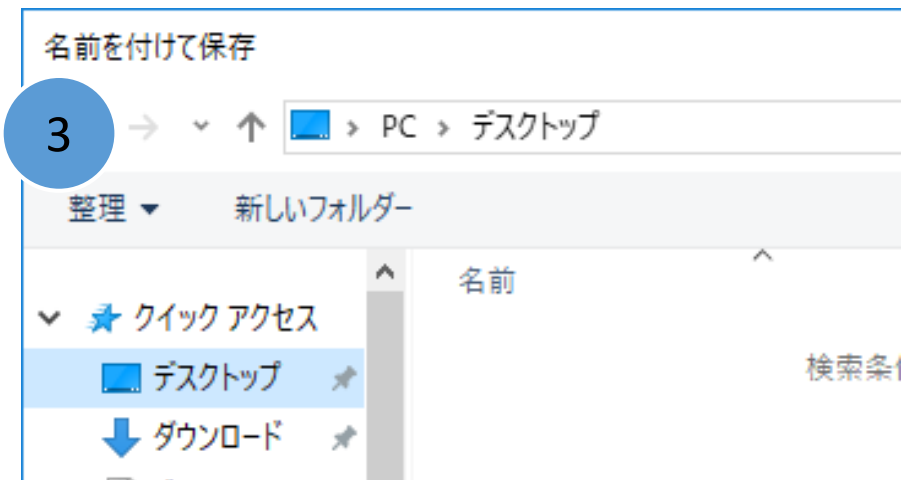 名前を付けて保存
3
PC › デスクトップ
整理 新しいフォルダー
名前
クイック アクセス
デスクトップ
検索条
ダウンロード